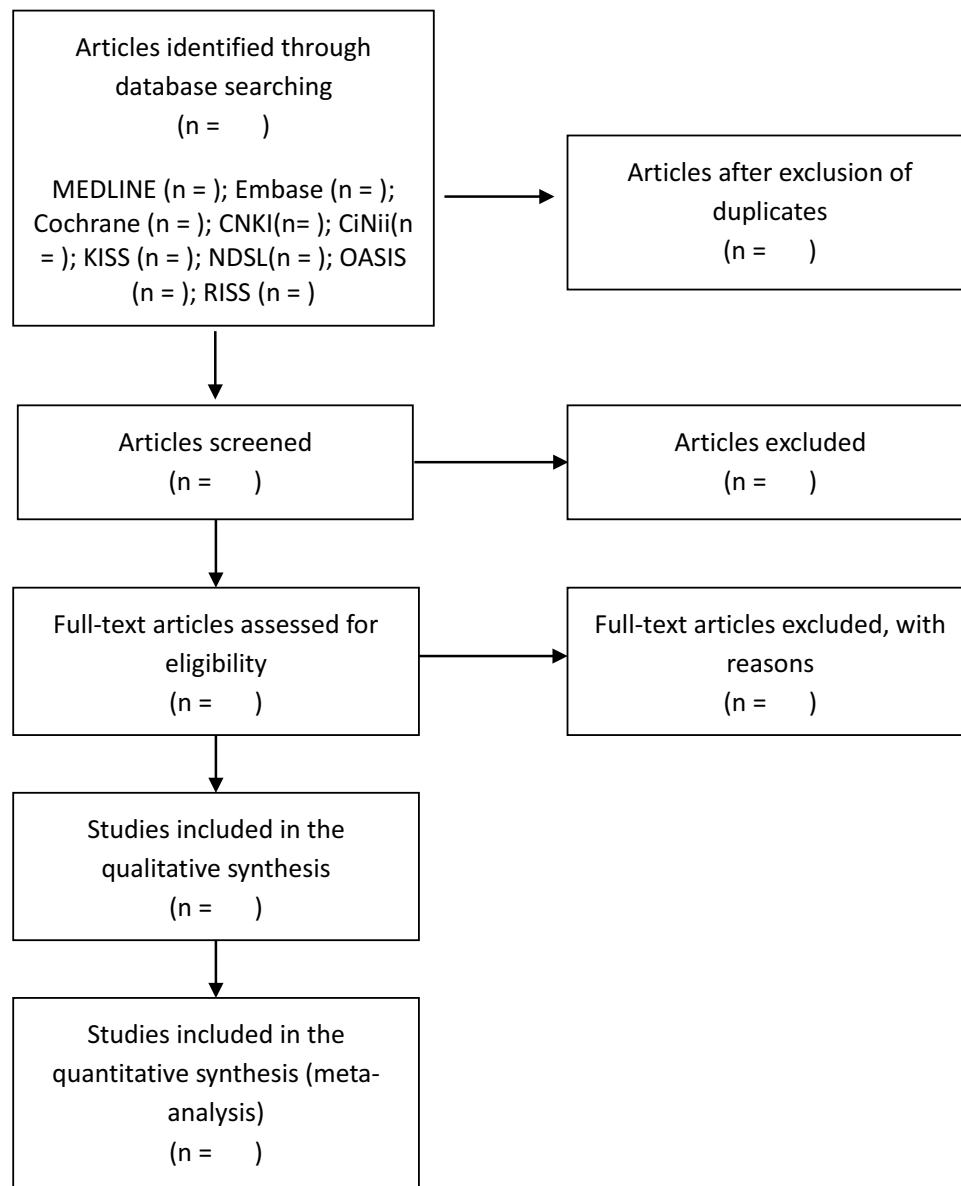 Articles identified through
database searching
(n =      )
MEDLINE (n = ); Embase (n = );
Cochrane (n = ); CNKI(n= ); CiNii(n
= ); KISS (n = ); NDSL(n = ); OASIS
(n = ); RISS (n = )
Articles after exclusion of
duplicates
(n =      )
Articles screened
(n =      )
Articles excluded
(n =      )
Full-text articles assessed for
eligibility
(n =      )
Full-text articles excluded, with
reasons
(n =      )
Studies included in the
qualitative synthesis
(n =      )
Studies included in the
quantitative synthesis (meta-
analysis)
(n =      )